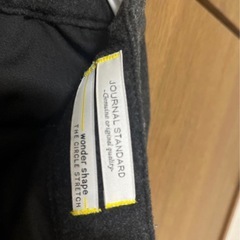 JOURNAL STANDARD
-Genuine original quality-
wonder shape
THE CIRCLE STRETCH